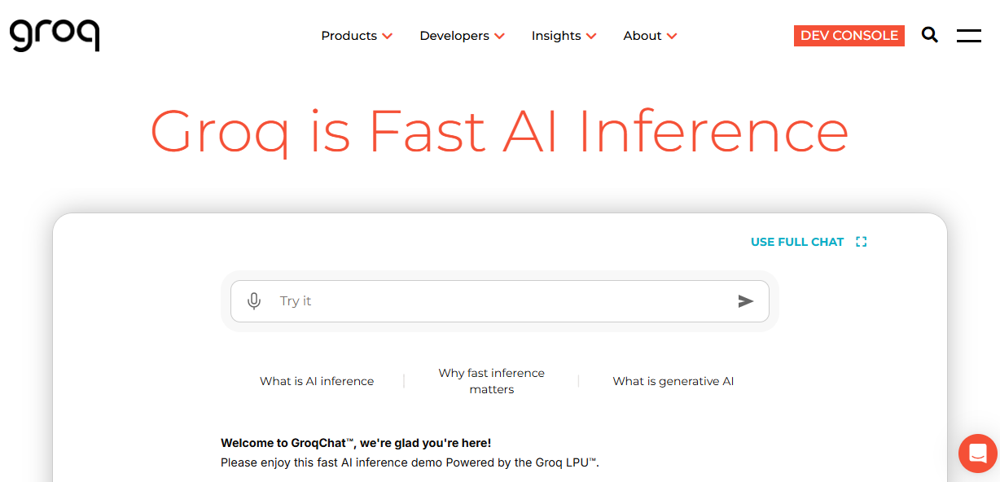 groq
Products
Developers
Insights
About
DEV CONSOLE
Groq is Fast AI Inference
USE FULL CHAT
Try it
What is AI inference
Why fast inference
matters
What is generative AI
Welcome to GroqChat™, we're glad you're here!
Please enjoy this fast AI inference demo Powered by the Groq LPU™.